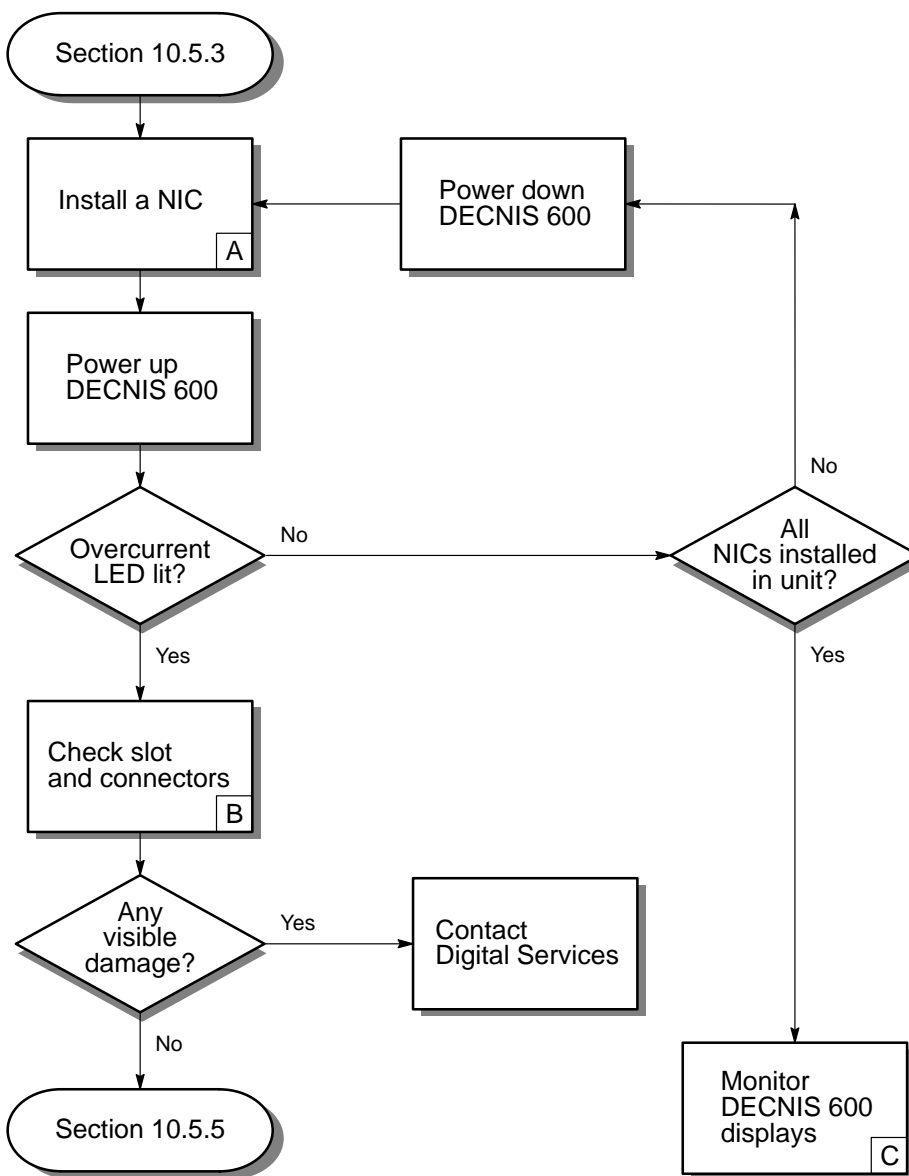 Section 10.5.3
Install a NIC
A
Power down
DECNIS 600
Power up
DECNIS 600
Overcurrent
LED lit?
No
All
NICs installed
in unit?
No
Yes
Yes
Check slot
and connectors
B
Any
visible
damage?
Yes
Contact
Digital Services
No
Section 10.5.5
Monitor
DECNIS 600
displays
C